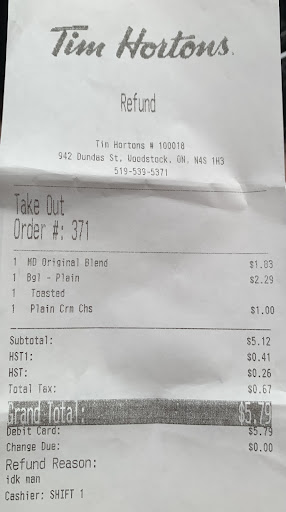 Tim Hortons.
Refund
Tim Hortons # 100018
942 Dundas St, Woodstock, ON, N4S 1H3
519-539-5371
Take Out
Order #: 371
1 MD Original Blend $1.83
1 Bgl - Plain $2.29
1 Toasted
1 Plain Crm Chs $1.00
Subtotal: $5.12
HST1: $0.41
HST: $0.26
Total Tax: $0.67
Grand Total: $5.79
Debit Card: $5.79
Change Due: $0.00
Refund Reason:
idk man
Cashier: SHIFT 1